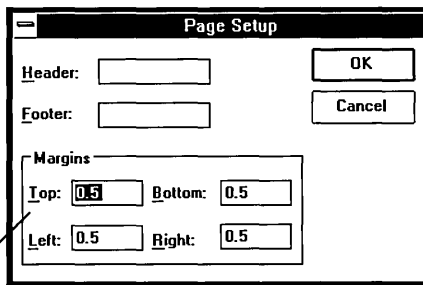 Page Setup
Header:
OK
Footer:
Cancel
Margins
Top: 0.5 Bottom: 0.5
Left: 0.5 Right: 0.5